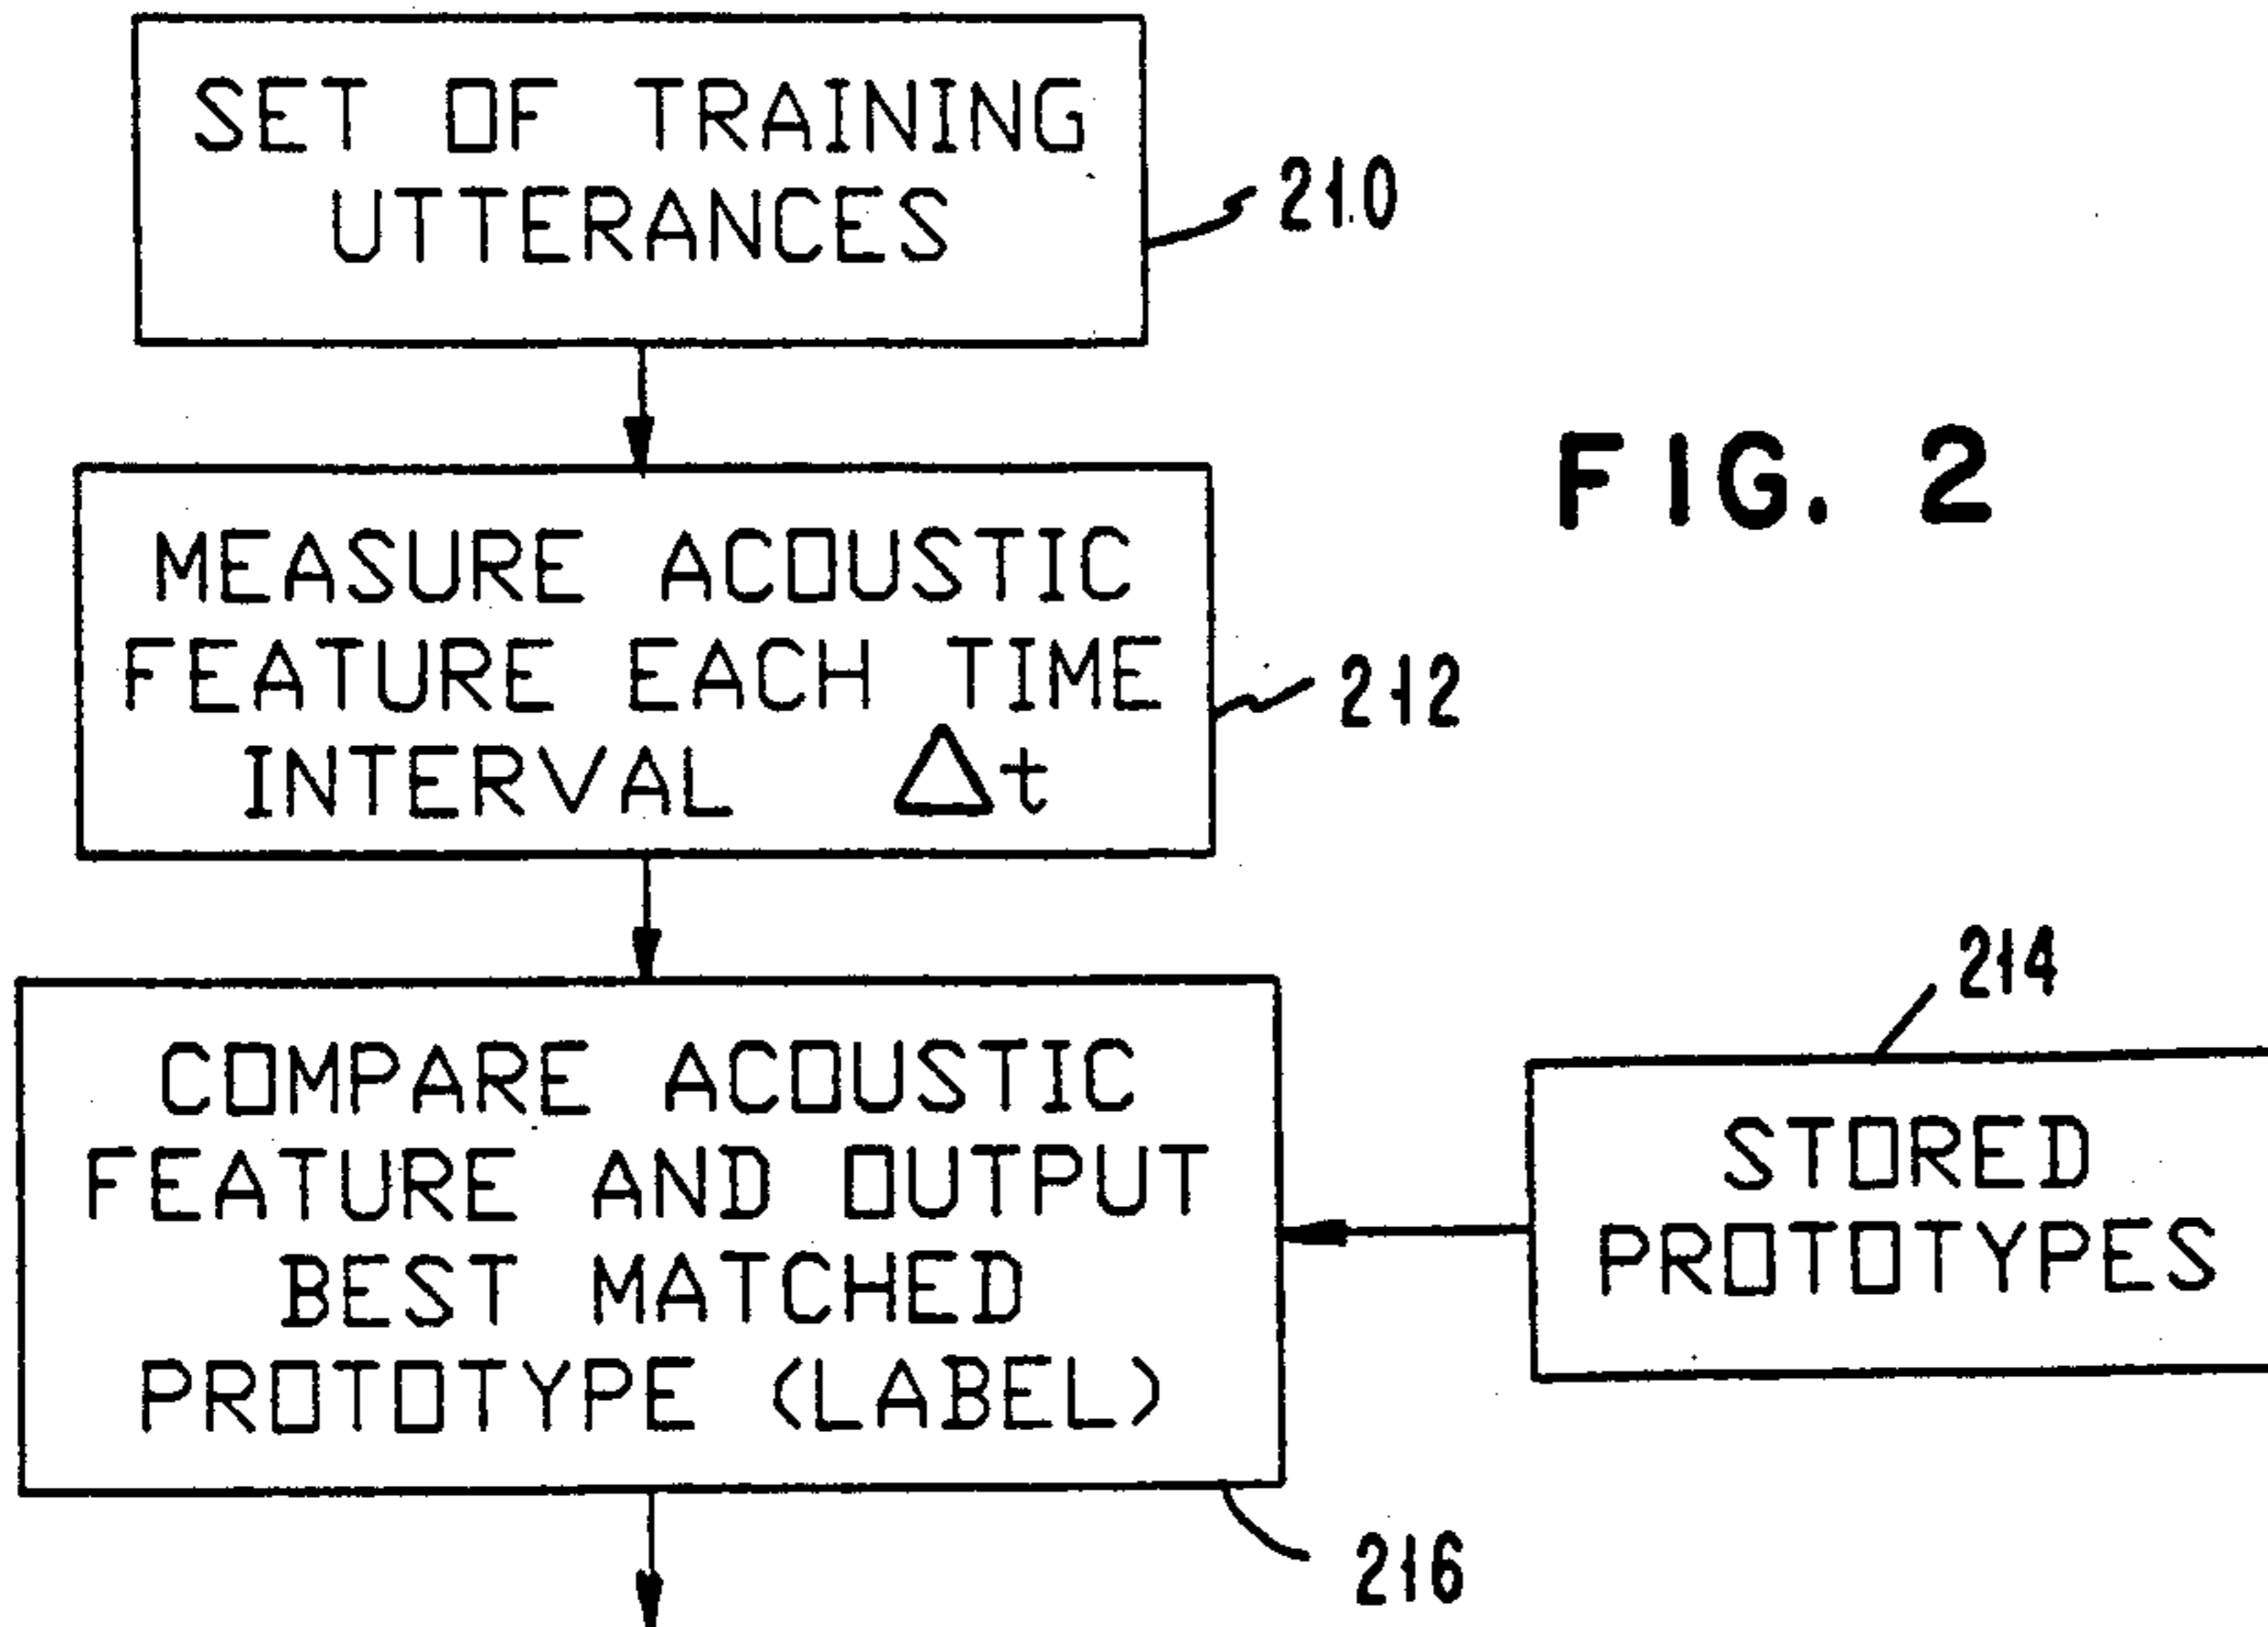 SET OF TRAINING
UTTERANCES
210
FIG. 2
MEASURE ACOUSTIC
FEATURE EACH TIME
INTERVAL Δt
212
214
COMPARE ACOUSTIC
FEATURE AND OUTPUT
BEST MATCHED
PROTOTYPE (LABEL)
STORED
PROTOTYPES
216